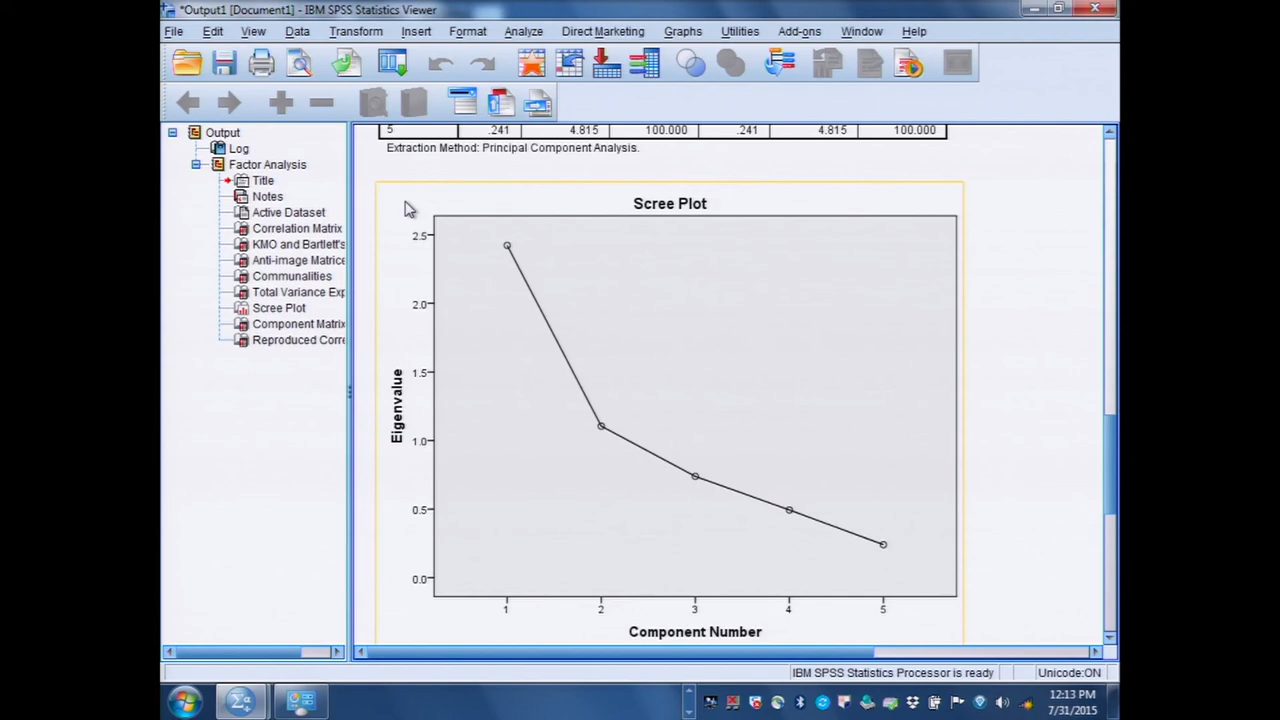 *Output1 [Document1] - IBM SPSS Statistics Viewer
File Edit View Data Transform Insert Format Analyze Direct Marketing Graphs Utilities Add-ons Window Help
Output
Log
Factor Analysis
Title
Notes
Active Dataset
Correlation Matrix
KMO and Bartlett's
Anti-image Matrice
Communalities
Total Variance Exp
Scree Plot
Component Matrix
Reproduced Corre
5 .241 4.815 100.000 .241 4.815 100.000
Extraction Method: Principal Component Analysis.
Scree Plot
Eigenvalue
2.5
2.0
1.5
1.0
0.5
0.0
1 2 3 4 5
Component Number
IBM SPSS Statistics Processor is ready
Unicode:ON
12:13 PM
7/31/2015